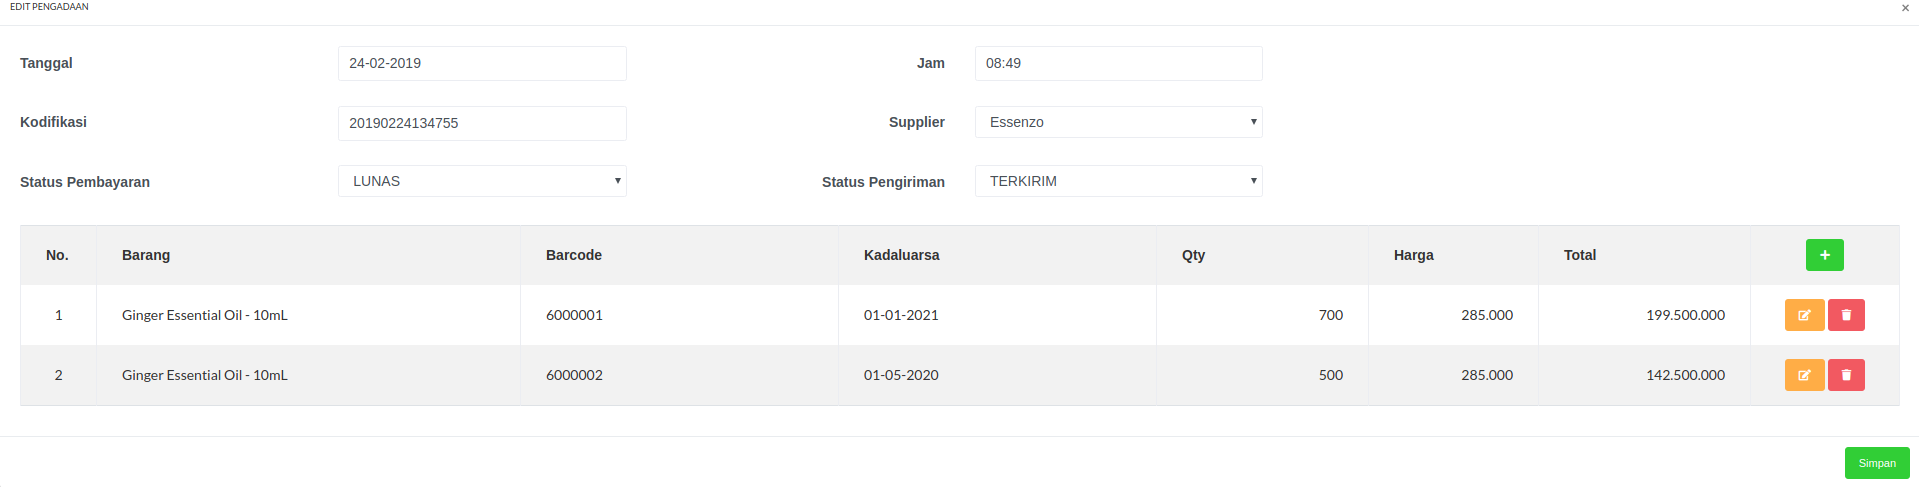 EDIT PENGADAAN ×
Tanggal 24-02-2019 Jam 08:49
Kodifikasi 20190224134755 Supplier Essenzo
Status Pembayaran LUNAS Status Pengiriman TERKIRIM
No. Barang Barcode Kadaluarsa Qty Harga Total +
1 Ginger Essential Oil - 10mL 6000001 01-01-2021 700 285.000 199.500.000
2 Ginger Essential Oil - 10mL 6000002 01-05-2020 500 285.000 142.500.000
Simpan